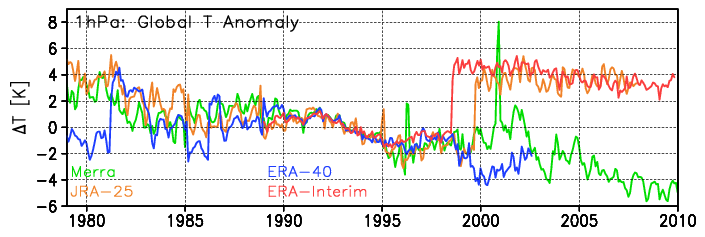 1hPa: Global T Anomaly
ΔT [K]
8
6
4
2
0
−2
−4
−6
Merra
ERA−40
JRA−25
ERA−Interim
1980
1985
1990
1995
2000
2005
2010